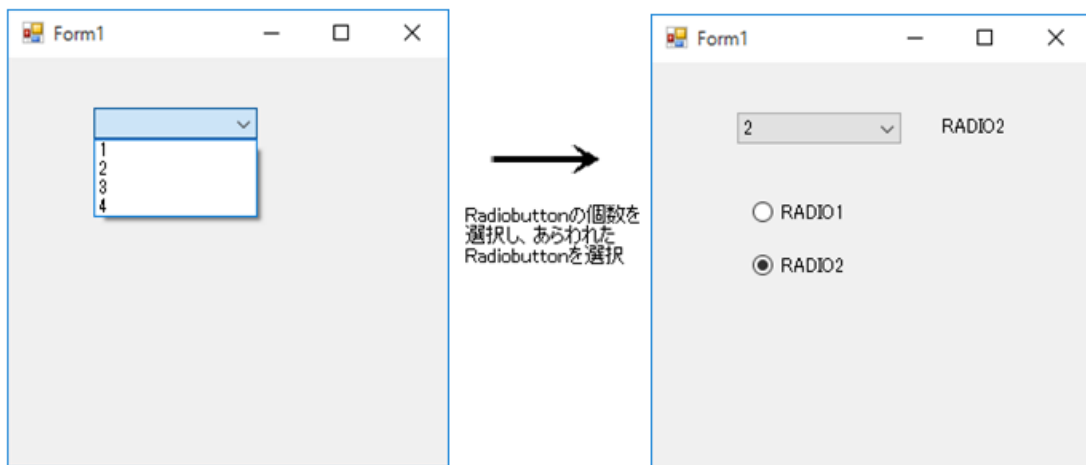 Form1
1
2
3
4
Radiobuttonの個数を
選択し、あらわれた
Radiobuttonを選択
Form1
2
RADIO2
RADIO1
RADIO2